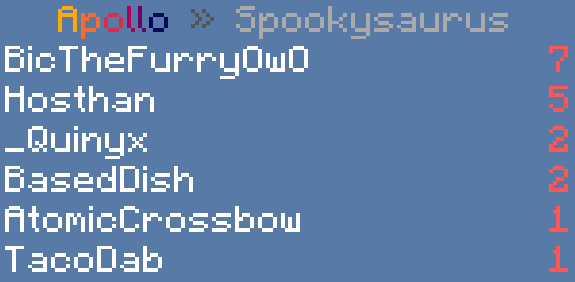 Apollo » Spookysaurus
BicTheFurryOwO 7
Hosthan 5
_Quinyx 2
BasedDish 2
AtomicCrossbow 1
TacoDab 1